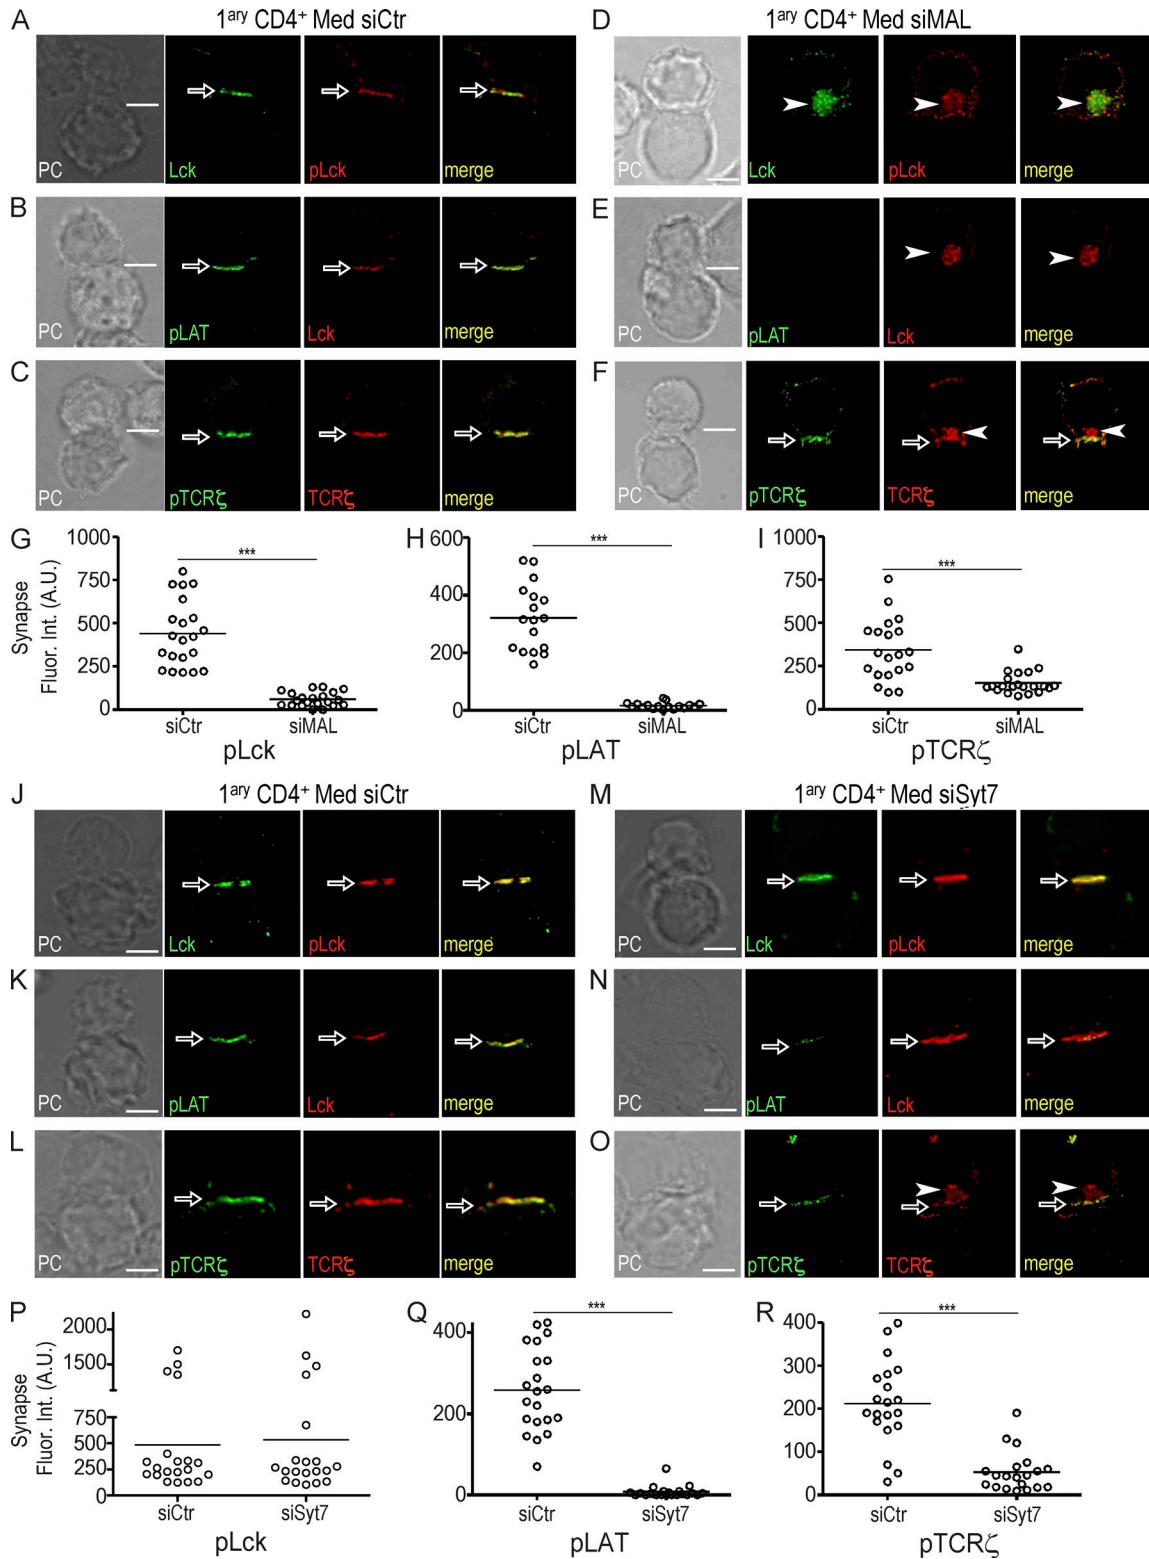 A 1ary CD4+ Med siCtr
PC Lck pLck merge
B
PC pLAT Lck merge
C
PC pTCRζ TCRζ merge
D 1ary CD4+ Med siMAL
PC Lck pLck merge
E
PC pLAT Lck merge
F
PC pTCRζ TCRζ merge
G
Synapse
Fluor. Int. (A.U.)
1000
750
500
250
0
***
siCtr siMAL
pLck
H
600
400
200
0
***
siCtr siMAL
pLAT
I
1000
750
500
250
0
***
siCtr siMAL
pTCRζ
J 1ary CD4+ Med siCtr
PC Lck pLck merge
K
PC pLAT Lck merge
L
PC pTCRζ TCRζ merge
M 1ary CD4+ Med siSyt7
PC Lck pLck merge
N
PC pLAT Lck merge
O
PC pTCRζ TCRζ merge
P
Synapse
Fluor. Int. (A.U.)
2000
1500
750
500
250
0
siCtr siSyt7
pLck
Q
400
200
0
***
siCtr siSyt7
pLAT
R
400
300
200
100
0
***
siCtr siSyt7
pTCRζ